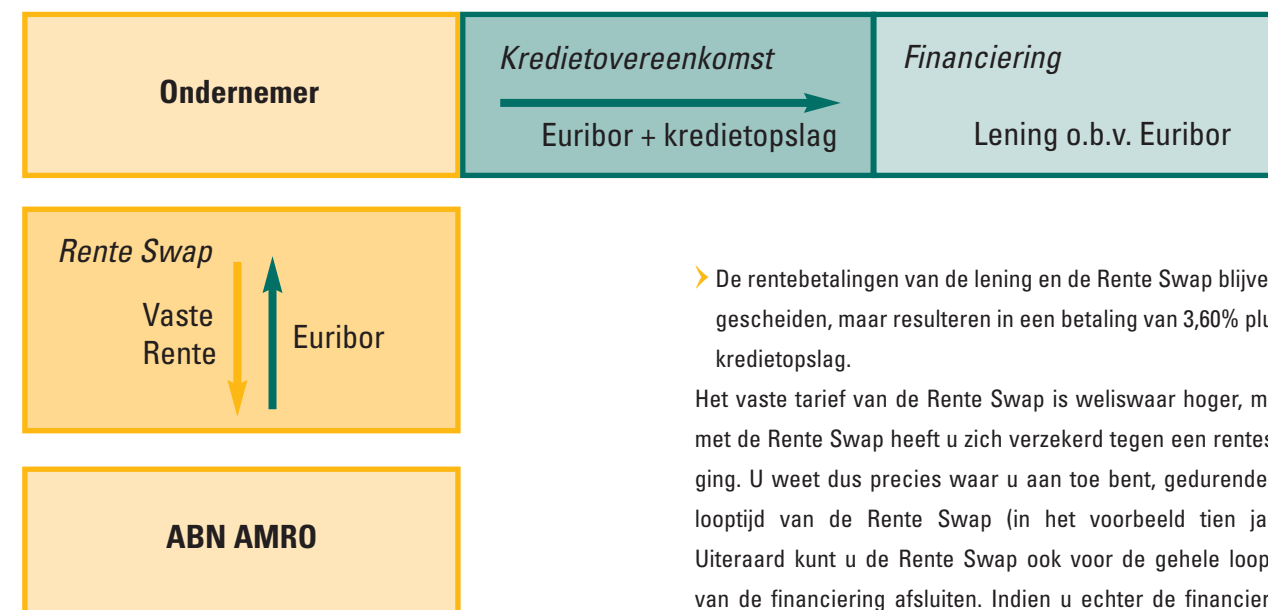 Ondernemer
Kredietovereenkomst
Euribor + kredietopslag
Financiering
Lening o.b.v. Euribor
Rente Swap
Vaste
Rente
Euribor
ABN AMRO
De rentebetalingen van de lening en de Rente Swap blijve
gescheiden, maar resulteren in een betaling van 3,60% plu
kredietopslag.
Het vaste tarief van de Rente Swap is weliswaar hoger, m
met de Rente Swap heeft u zich verzekerd tegen een rentes
ging. U weet dus precies waar u aan toe bent, gedurende
looptijd van de Rente Swap (in het voorbeeld tien ja
Uiteraard kunt u de Rente Swap ook voor de gehele loop
van de financiering afsluiten. Indien u echter de financier